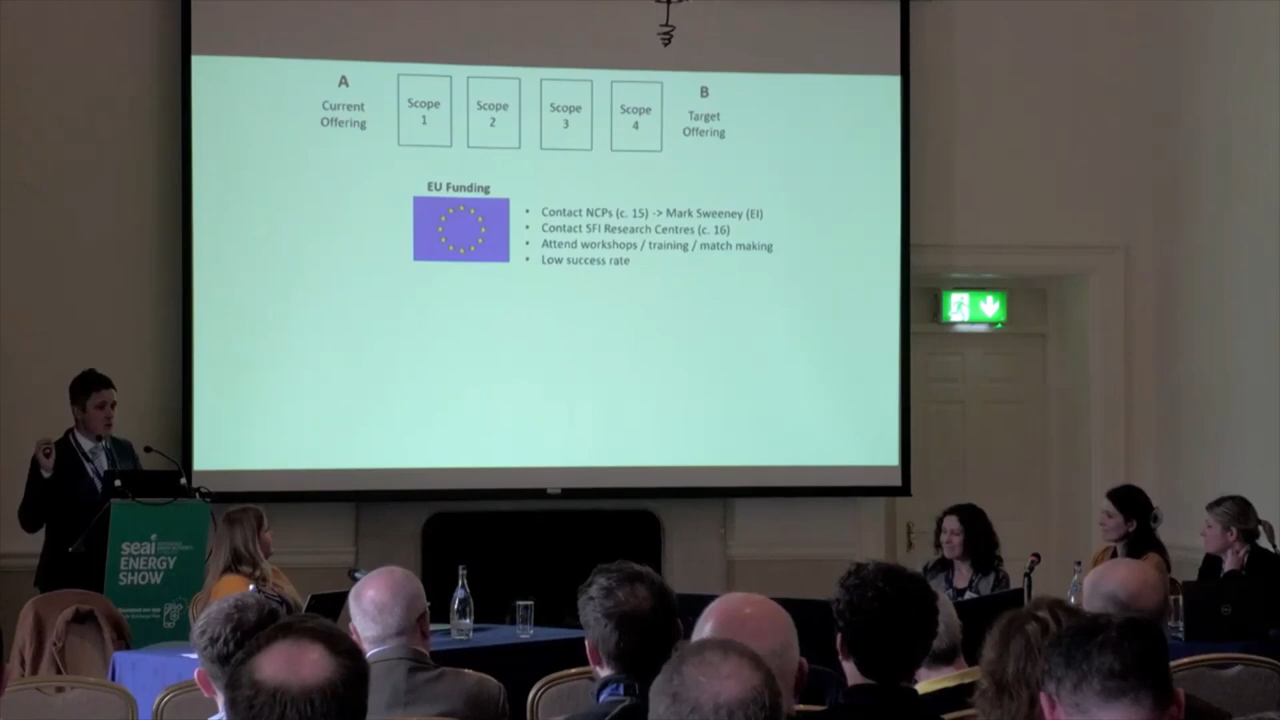 A
Current
Offering
Scope
1
Scope
2
Scope
3
Scope
4
B
Target
Offering
EU Funding
• Contact NCPs (c. 15) -> Mark Sweeney (EI)
• Contact SFI Research Centres (c. 16)
• Attend workshops / training / match making
• Low success rate
seai
ENERGY
SHOW